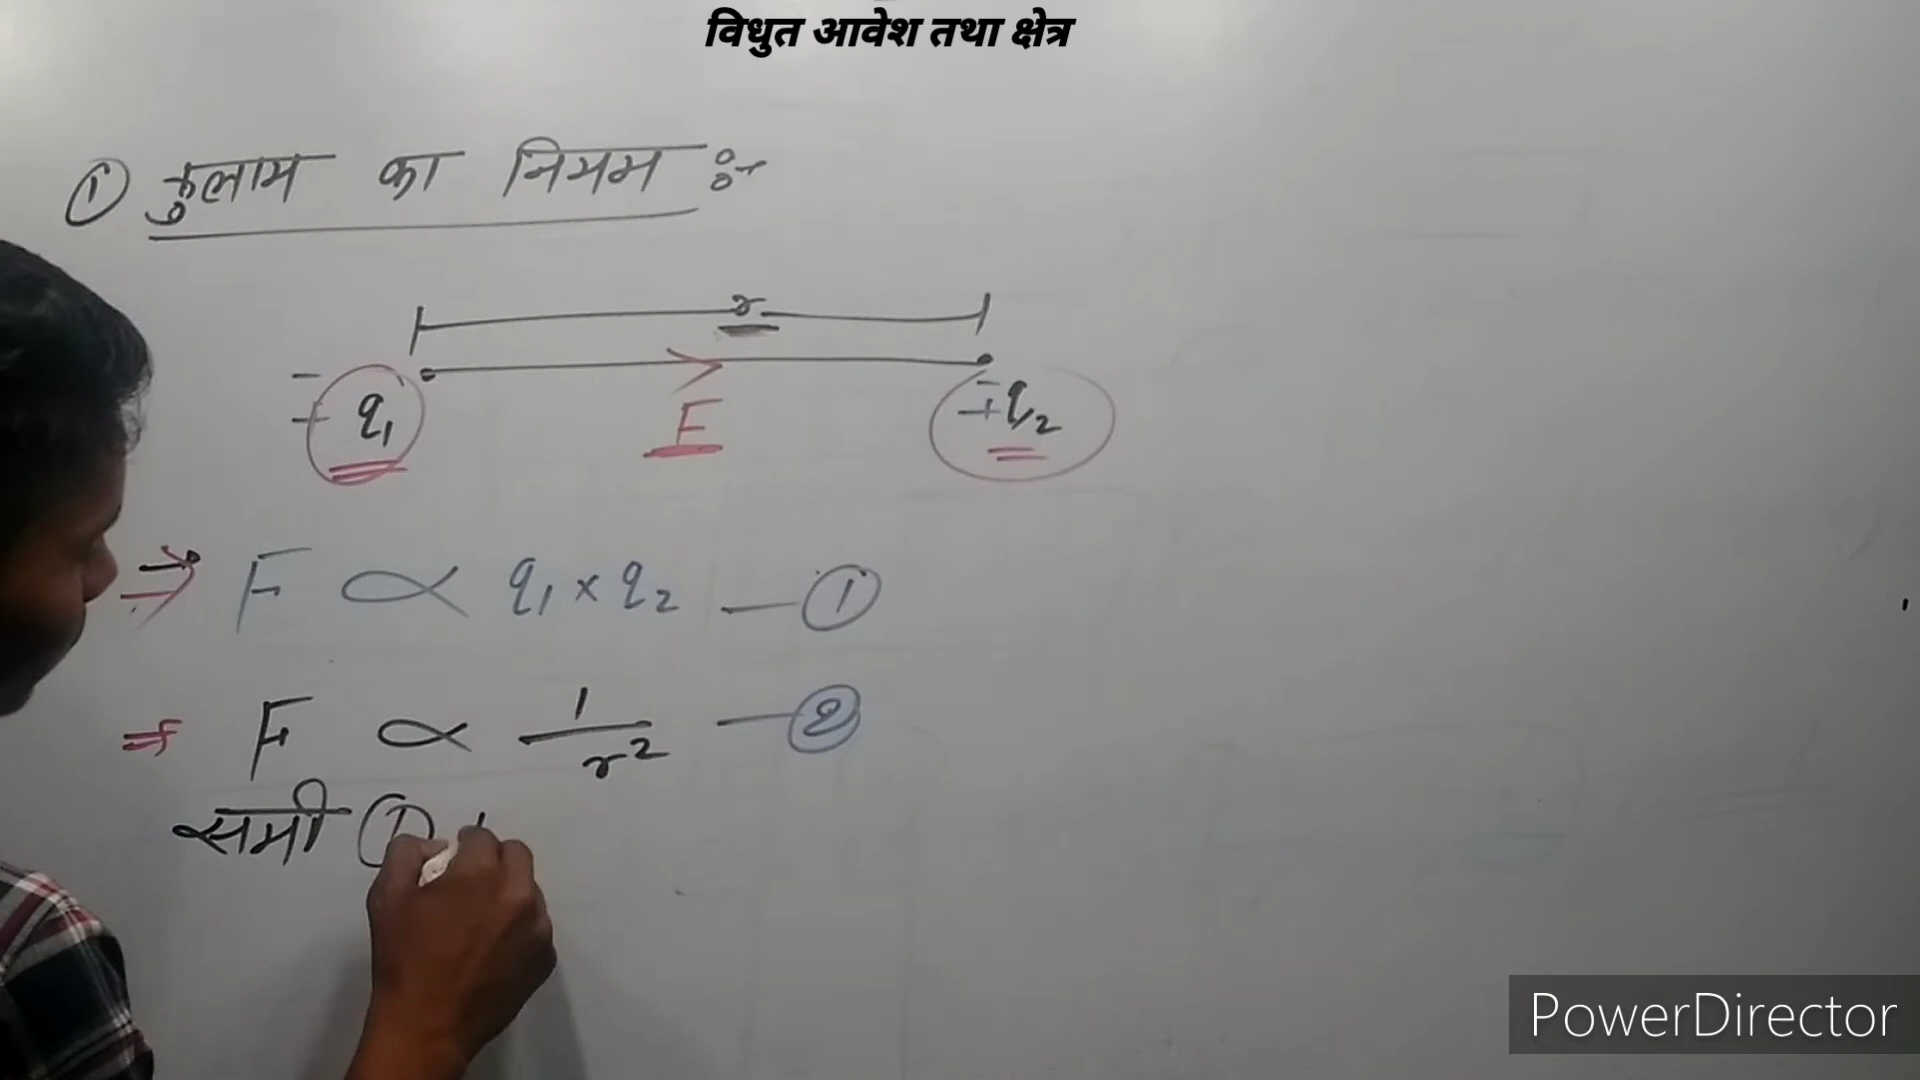 विधुत आवेश तथा क्षेत्र
① कुलाम का नियम :-
r
- + q₁
F
- + q₂
⇒ F ∝ q₁ × q₂ — ①
⇒ F ∝ 1/r² — ②
समी ①
PowerDirector